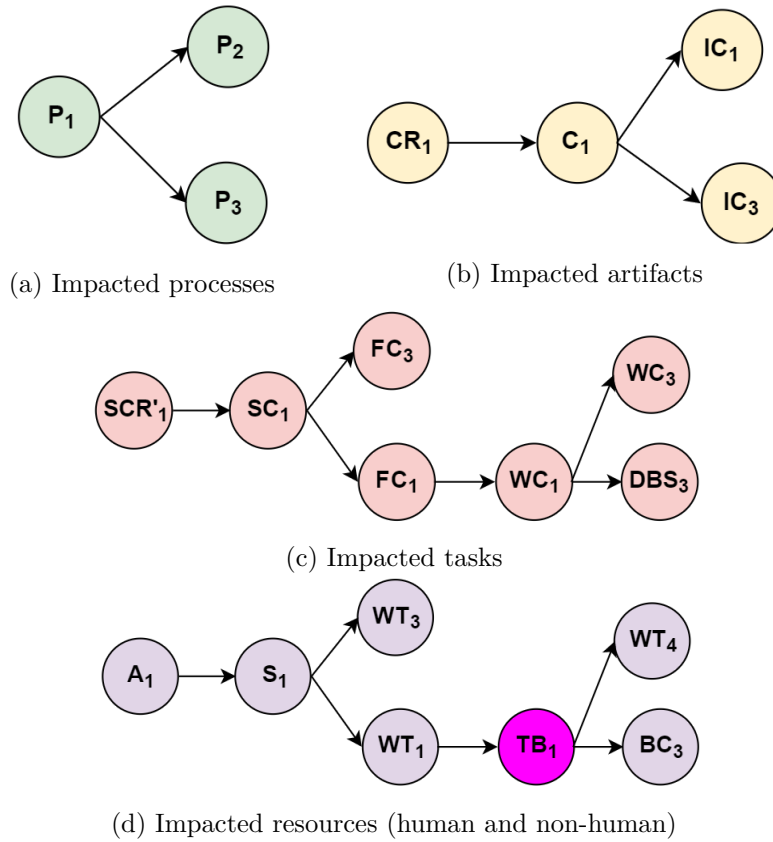 P₁
P₂
P₃
(a) Impacted processes
CR₁
C₁
IC₁
IC₃
(b) Impacted artifacts
SCR'₁
SC₁
FC₃
FC₁
WC₁
WC₃
DBS₃
(c) Impacted tasks
A₁
S₁
WT₃
WT₁
TB₁
WT₄
BC₃
(d) Impacted resources (human and non-human)